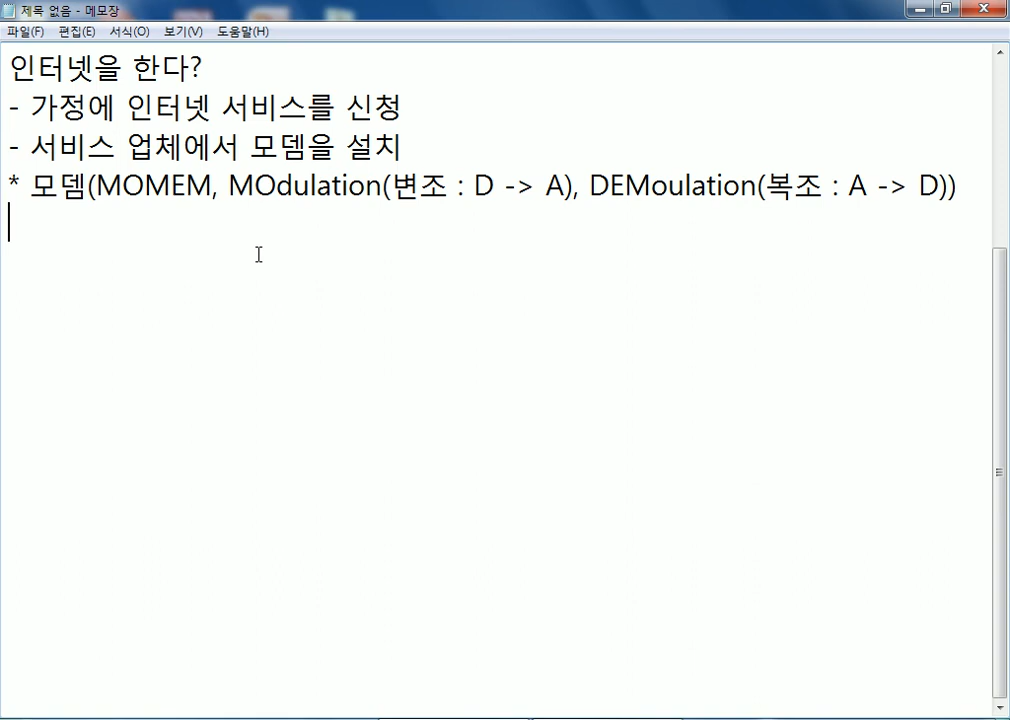 제목 없음 - 메모장
파일(F) 편집(E) 서식(O) 보기(V) 도움말(H)
인터넷을 한다?
- 가정에 인터넷 서비스를 신청
- 서비스 업체에서 모뎀을 설치
* 모뎀(MOMEM, MOdulation(변조 : D -> A), DEMoulation(복조 : A -> D))